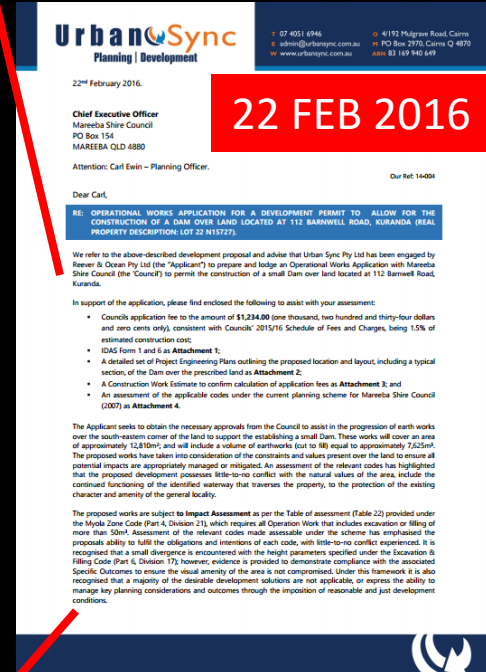 UrbanSync
Planning | Development
T 07 4051 6946
E admin@urbansync.com.au
W www.urbansync.com.au
O 4/192 Mulgrave Road, Cairns
M PO Box 2970, Cairns Q 4870
ABN 83 169 940 649
22nd February 2016.
22 FEB 2016
Chief Executive Officer
Mareeba Shire Council
PO Box 154
MAREEBA QLD 4880
Attention: Carl Ewin – Planning Officer.
Our Ref: 14-004
Dear Carl,
RE: OPERATIONAL WORKS APPLICATION FOR A DEVELOPMENT PERMIT TO ALLOW FOR THE
CONSTRUCTION OF A DAM OVER LAND LOCATED AT 112 BARNWELL ROAD, KURANDA (REAL
PROPERTY DESCRIPTION: LOT 22 N15727).
We refer to the above-described development proposal and advise that Urban Sync Pty Ltd has been engaged by
Reever & Ocean Pty Ltd (the "Applicant") to prepare and lodge an Operational Works Application with Mareeba
Shire Council (the 'Council') to permit the construction of a small Dam over land located at 112 Barnwell Road,
Kuranda.
In support of the application, please find enclosed the following to assist with your assessment:
▪ Councils application fee to the amount of $1,234.00 (one thousand, two hundred and thirty-four dollars
and zero cents only), consistent with Councils' 2015/16 Schedule of Fees and Charges, being 1.5% of
estimated construction cost;
▪ IDAS Form 1 and 6 as Attachment 1;
▪ A detailed set of Project Engineering Plans outlining the proposed location and layout, including a typical
section, of the Dam over the prescribed land as Attachment 2;
▪ A Construction Work Estimate to confirm calculation of application fees as Attachment 3; and
▪ An assessment of the applicable codes under the current planning scheme for Mareeba Shire Council
(2007) as Attachment 4.
The Applicant seeks to obtain the necessary approvals from the Council to assist in the progression of earth works
over the south-eastern corner of the land to support the establishing a small Dam. These works will cover an area
of approximately 12,810m²; and will include a volume of earthworks (cut to fill) equal to approximately 7,625m³.
The proposed works have taken into consideration of the constraints and values present over the land to ensure all
potential impacts are appropriately managed or mitigated. An assessment of the relevant codes has highlighted
that the proposed development possesses little-to-no conflict with the natural values of the area, include the
continued functioning of the identified waterway that traverses the property, to the protection of the existing
character and amenity of the general locality.
The proposed works are subject to Impact Assessment as per the Table of assessment (Table 22) provided under
the Myola Zone Code (Part 4, Division 21), which requires all Operation Work that includes excavation or filling of
more than 50m³. Assessment of the relevant codes made assessable under the scheme has emphasised the
proposals ability to fulfil the obligations and intentions of each code, with little-to-no conflict experienced. It is
recognised that a small divergence is encountered with the height parameters specified under the Excavation &
Filling Code (Part 6, Division 17); however, evidence is provided to demonstrate compliance with the associated
Specific Outcomes to ensure the visual amenity of the area is not compromised. Under this framework it is also
recognised that a majority of the desirable development solutions are not applicable, or express the ability to
manage key planning considerations and outcomes through the imposition of reasonable and just development
conditions.